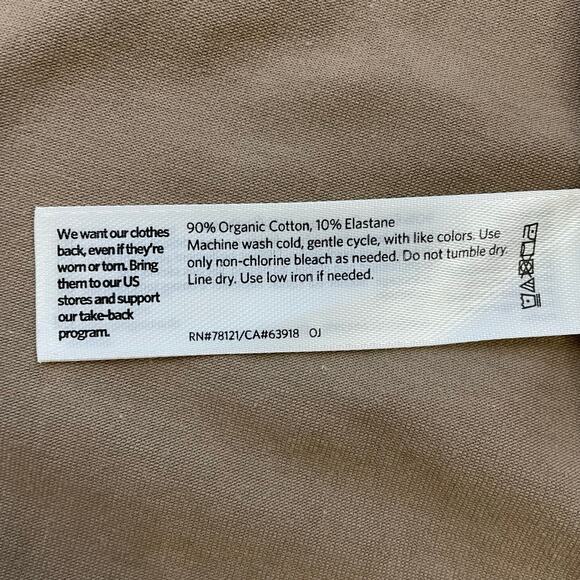 We want our clothes
back, even if they're
worn or torn. Bring
them to our US
stores and support
our take-back
program.
90% Organic Cotton, 10% Elastane
Machine wash cold, gentle cycle, with like colors. Use
only non-chlorine bleach as needed. Do not tumble dry.
Line dry. Use low iron if needed.
RN#78121/CA#63918 OJ